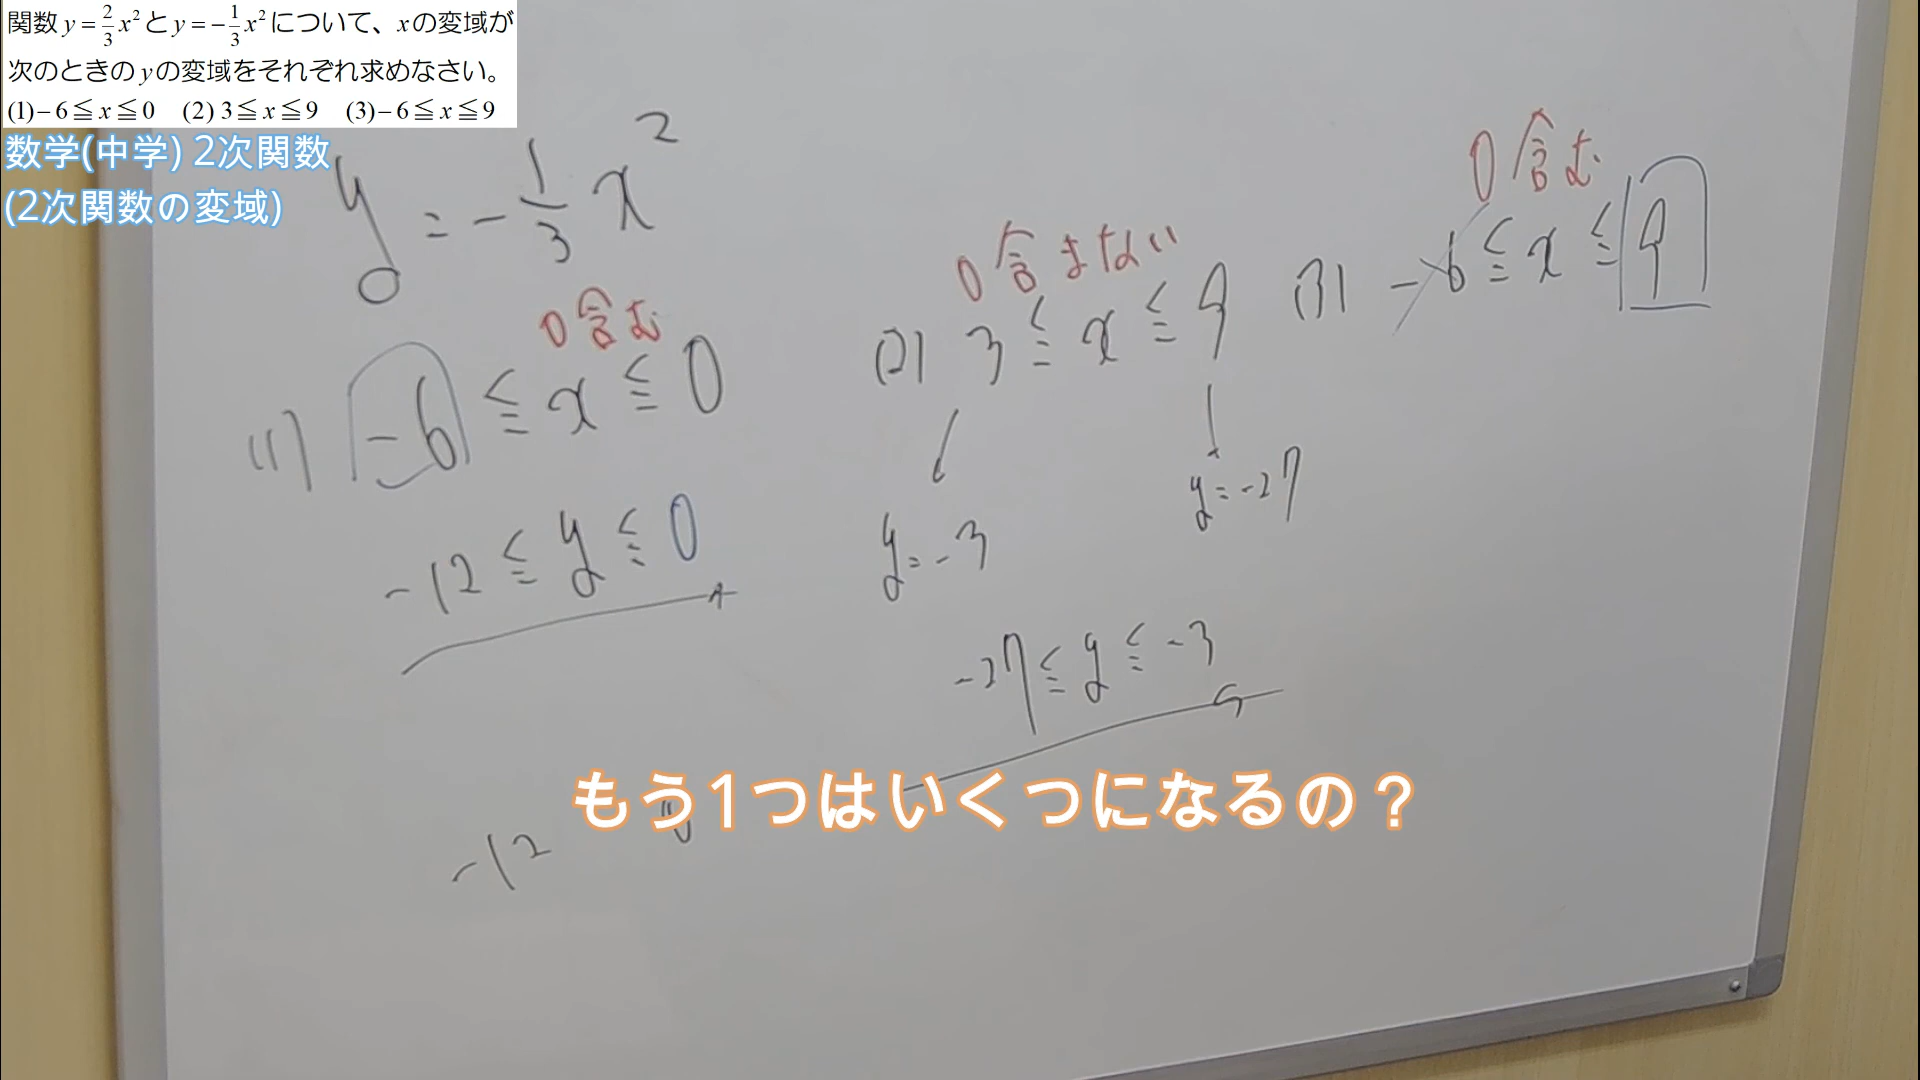 関数y=2/3x²とy=-1/3x²について、xの変域が
次のときのyの変域をそれぞれ求めなさい。
(1)-6≦x≦0 (2) 3≦x≦9 (3)-6≦x≦9
数学(中学) 2次関数
(2次関数の変域)
y = -1/3 x²
0含む
(1) -6 ≦ x ≦ 0
-12 ≦ y ≦ 0
0含まない
(2) 3 ≦ x ≦ 9
y=-3
y=-27
-27 ≦ y ≦ -3
0含む
(3) -6 ≦ x ≦ 9
もう1つはいくつになるの？
-12